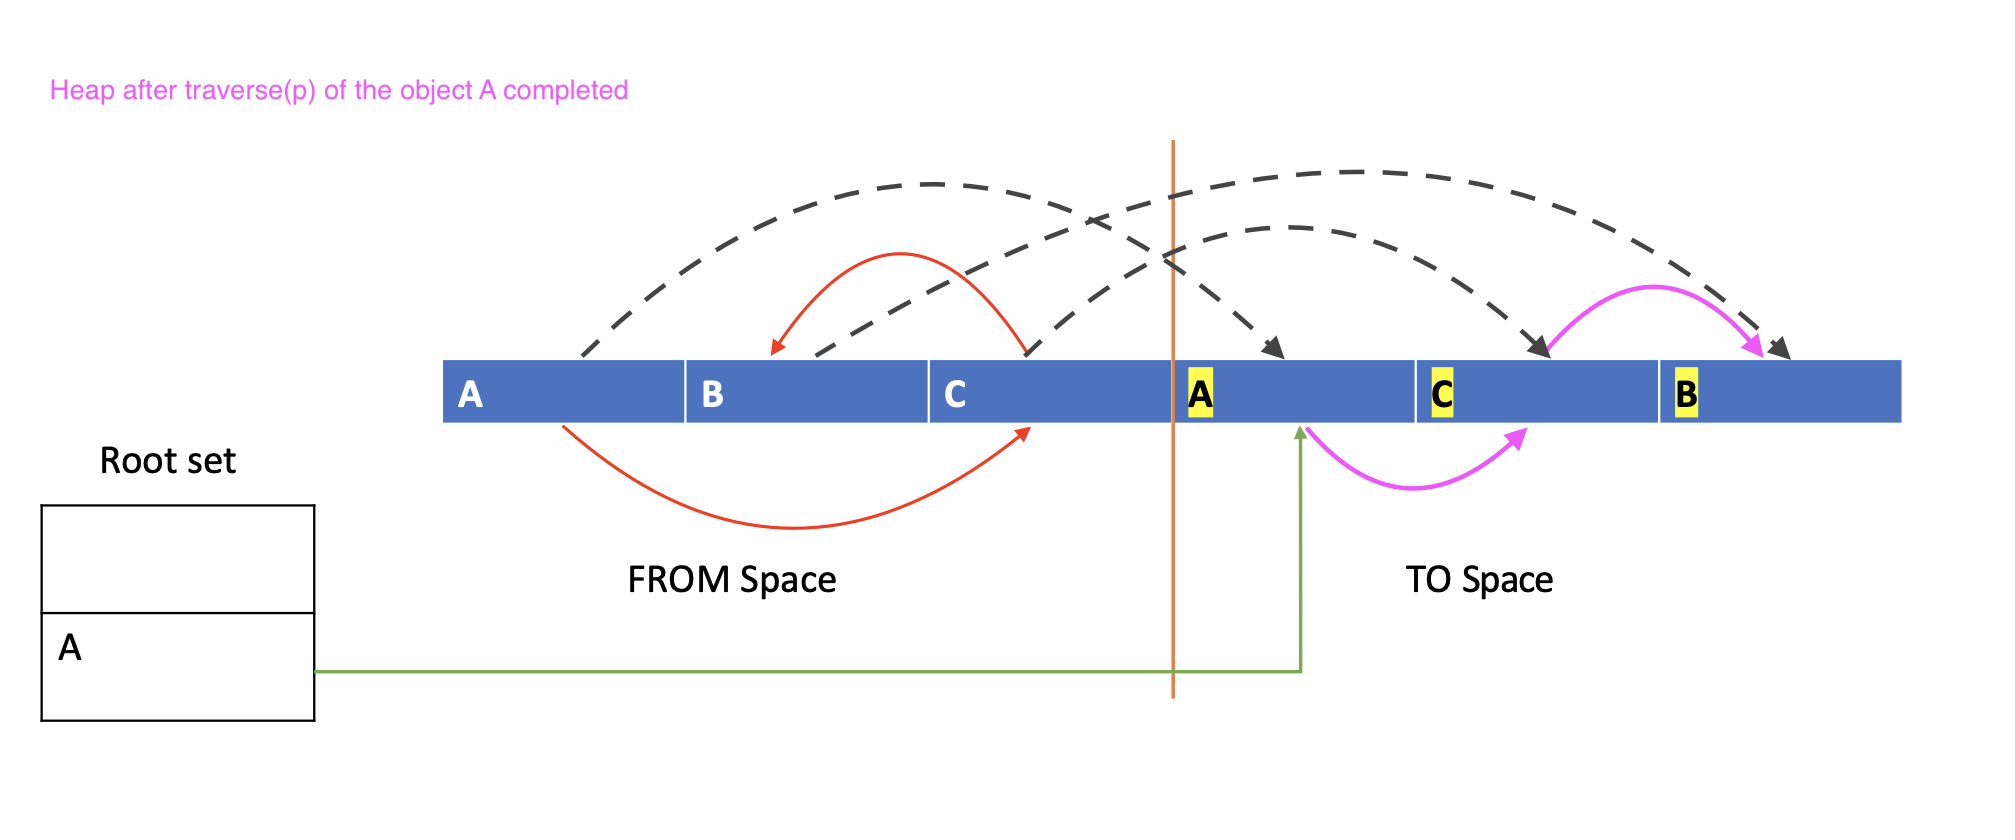 Heap after traverse(p) of the object A completed
A B C A C B
Root set
FROM Space TO Space
A